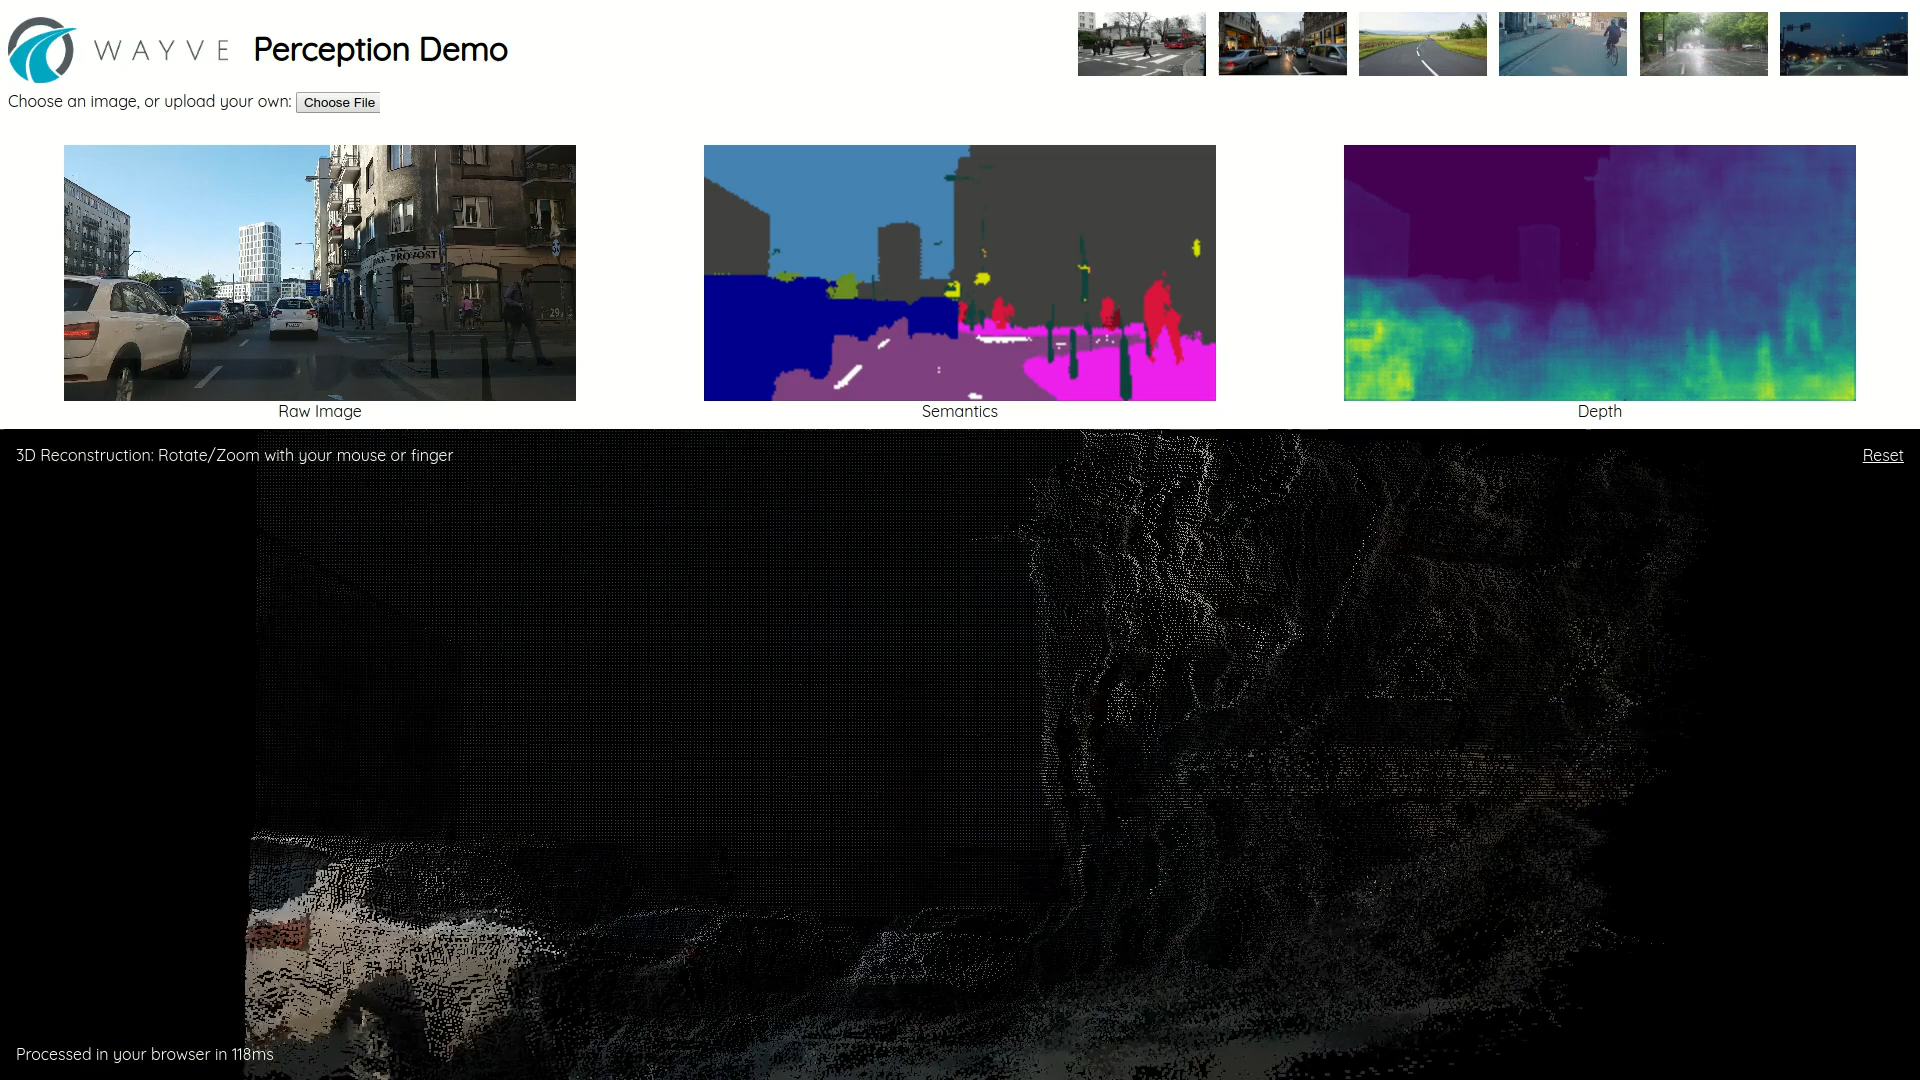 WAYVE Perception Demo
Choose an image, or upload your own: Choose File
Raw Image
Semantics
Depth
3D Reconstruction: Rotate/Zoom with your mouse or finger
Reset
Processed in your browser in 118ms